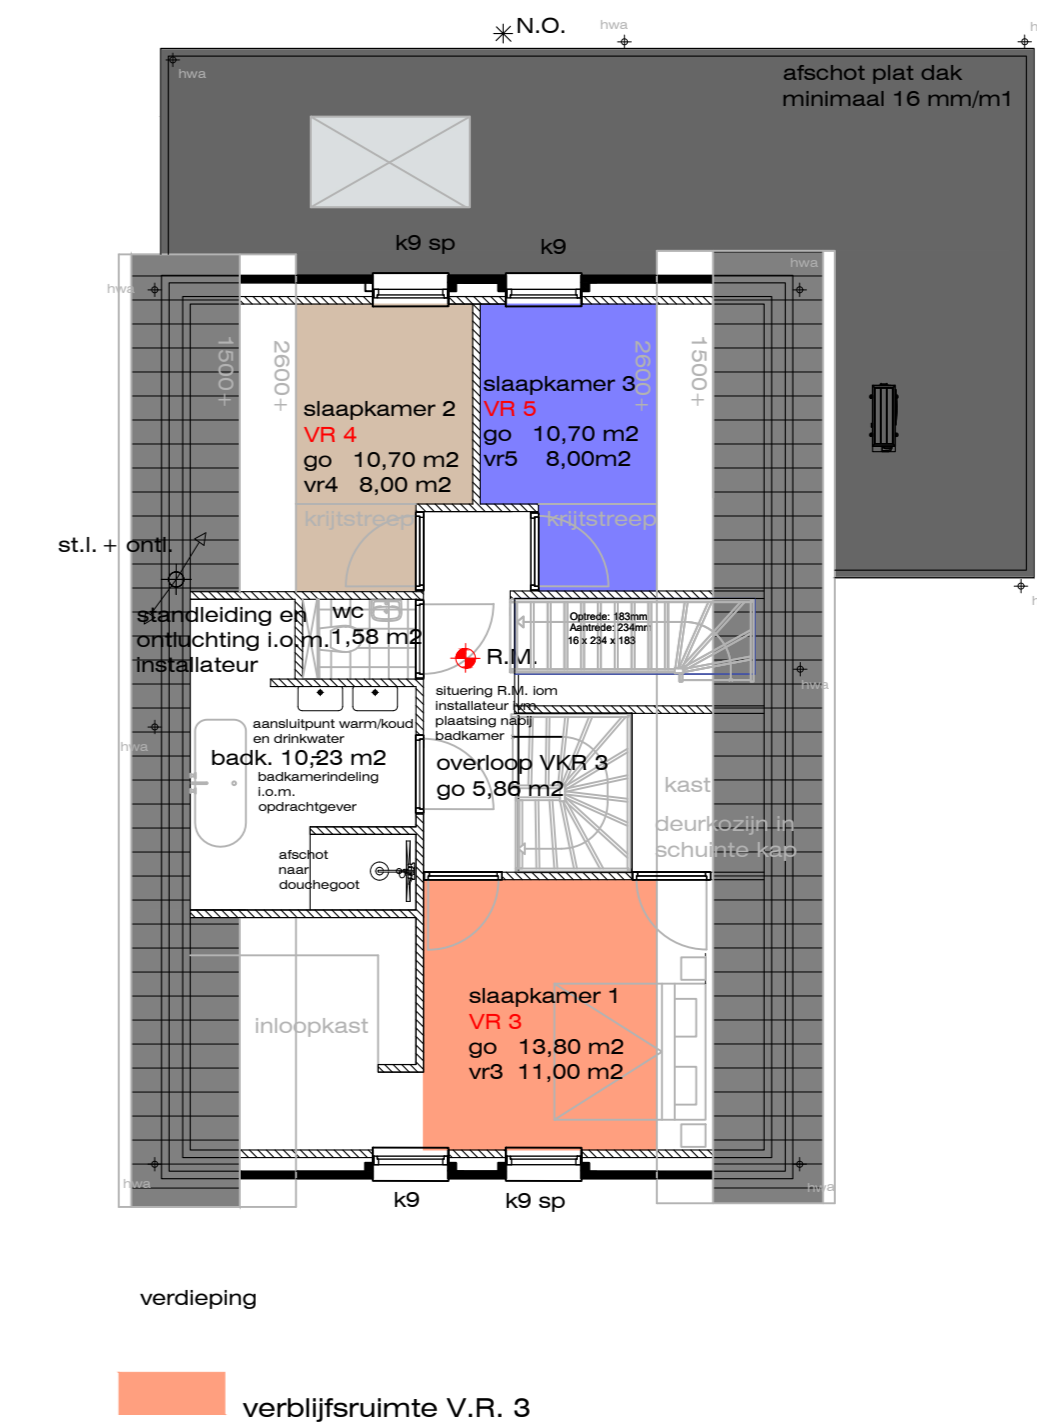 N.O.
hwa
hwa
afschot plat dak
minimaal 16 mm/m1
k9 sp
k9
hwa
hwa
1500+
2600+
2600+
1500+
slaapkamer 2
VR 4
go 10,70 m2
vr4 8,00 m2
slaapkamer 3
VR 5
go 10,70 m2
vr5 8,00m2
krijtstreep
krijtstreep
st.l. + ontl.
standleiding en
ontluchting i.o.m.
installateur
wc
1,58 m2
Optrede: 183mm
Aantrede: 234mm
16 x 234 x 183
R.M.
situering R.M. iom
installateur ivm
plaatsing nabij
badkamer
hwa
hwa
aansluitpunt warm/koud
en drinkwater
badk. 10,23 m2
badkamerindeling
i.o.m.
opdrachtgever
overloop VKR 3
go 5,86 m2
kast
deurkozijn in
schuinte kap
afschot
naar
douchegoot
inloopkast
slaapkamer 1
VR 3
go 13,80 m2
vr3 11,00 m2
hwa
hwa
k9
k9 sp
verdieping
verblijfsruimte V.R. 3